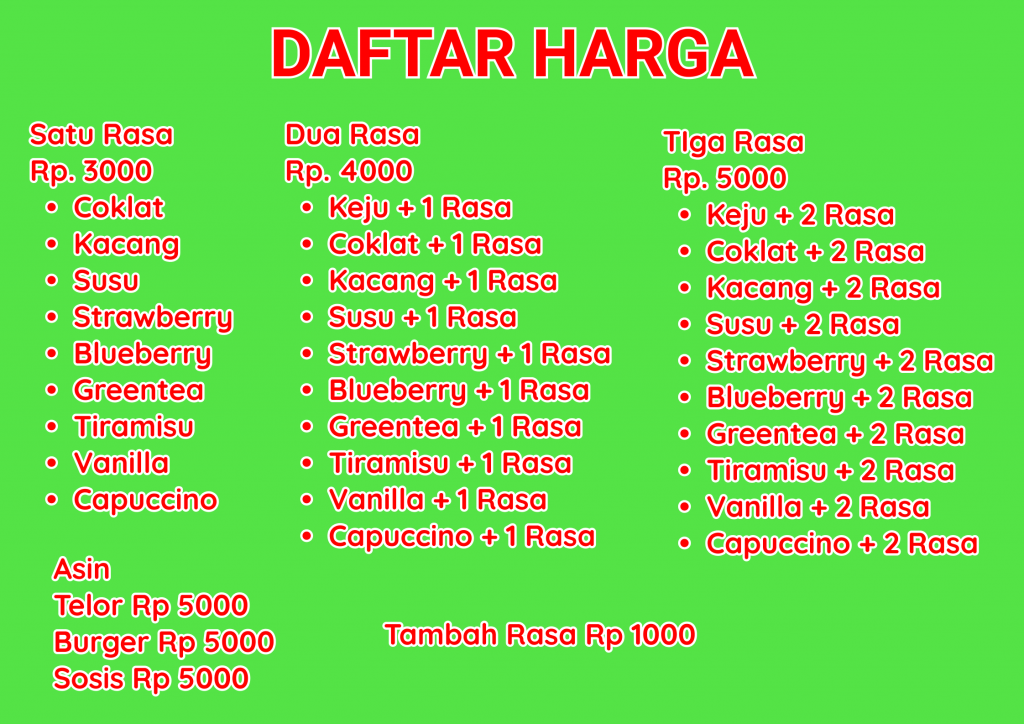 DAFTAR HARGA
Satu Rasa
Rp. 3000
• Coklat
• Kacang
• Susu
• Strawberry
• Blueberry
• Greentea
• Tiramisu
• Vanilla
• Capuccino
Dua Rasa
Rp. 4000
• Keju + 1 Rasa
• Coklat + 1 Rasa
• Kacang + 1 Rasa
• Susu + 1 Rasa
• Strawberry + 1 Rasa
• Blueberry + 1 Rasa
• Greentea + 1 Rasa
• Tiramisu + 1 Rasa
• Vanilla + 1 Rasa
• Capuccino + 1 Rasa
TIga Rasa
Rp. 5000
• Keju + 2 Rasa
• Coklat + 2 Rasa
• Kacang + 2 Rasa
• Susu + 2 Rasa
• Strawberry + 2 Rasa
• Blueberry + 2 Rasa
• Greentea + 2 Rasa
• Tiramisu + 2 Rasa
• Vanilla + 2 Rasa
• Capuccino + 2 Rasa
Asin
Telor Rp 5000
Burger Rp 5000
Sosis Rp 5000
Tambah Rasa Rp 1000